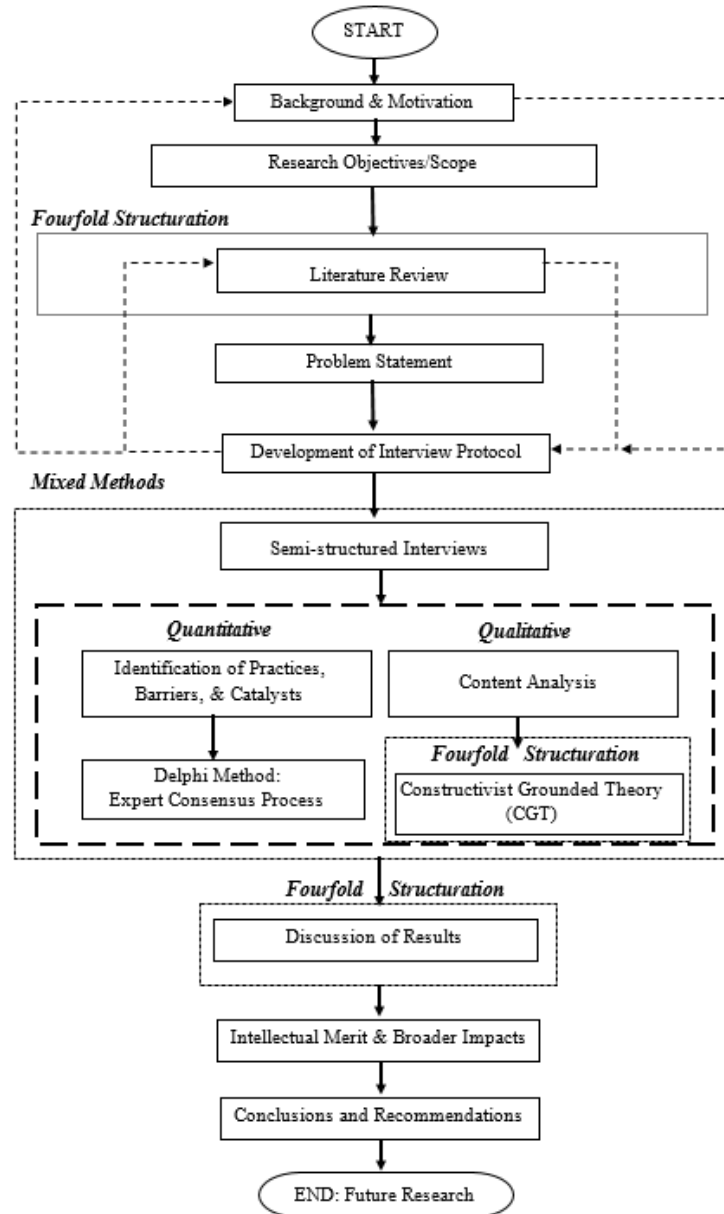 START
Background & Motivation
Research Objectives/Scope
Fourfold Structuration
Literature Review
Problem Statement
Development of Interview Protocol
Mixed Methods
Semi-structured Interviews
Quantitative
Identification of Practices,
Barriers, & Catalysts
Delphi Method:
Expert Consensus Process
Qualitative
Content Analysis
Fourfold Structuration
Constructivist Grounded Theory
(CGT)
Fourfold Structuration
Discussion of Results
Intellectual Merit & Broader Impacts
Conclusions and Recommendations
END: Future Research